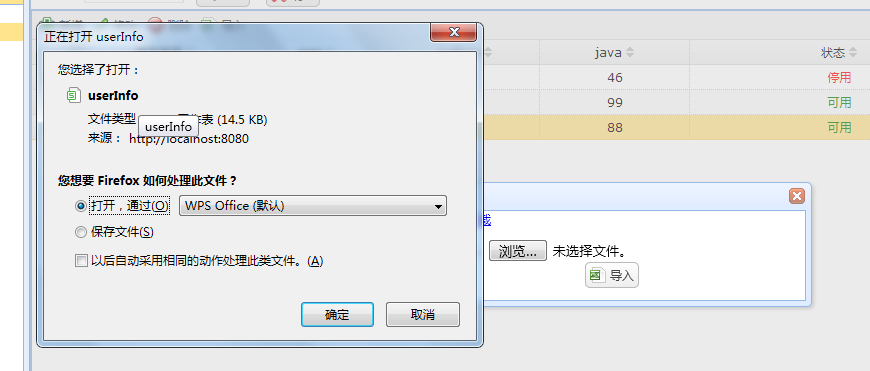 正在打开 userInfo
您选择了打开：
userInfo
文件类型
作表 (14.5 KB)
userInfo
来源： http://localhost:8080
您想要 Firefox 如何处理此文件？
打开，通过(O) WPS Office (默认)
保存文件(S)
以后自动采用相同的动作处理此类文件。(A)
确定 取消
java 状态
46 停用
99 可用
88 可用
浏览... 未选择文件。
导入